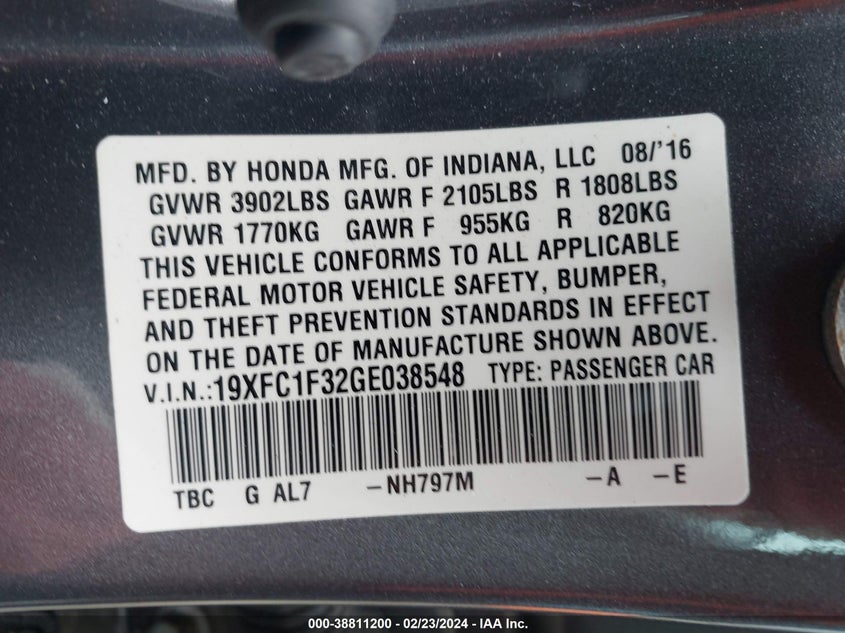 MFD. BY HONDA MFG. OF INDIANA, LLC 08/'16
GVWR 3902LBS GAWR F 2105LBS R 1808LBS
GVWR 1770KG GAWR F 955KG R 820KG
THIS VEHICLE CONFORMS TO ALL APPLICABLE
FEDERAL MOTOR VEHICLE SAFETY, BUMPER,
AND THEFT PREVENTION STANDARDS IN EFFECT
ON THE DATE OF MANUFACTURE SHOWN ABOVE.
V.I.N.:19XFC1F32GE038548 TYPE: PASSENGER CAR
TBC G AL7 -NH797M -A -E
000-38811200 - 02/23/2024 - IAA, Inc.